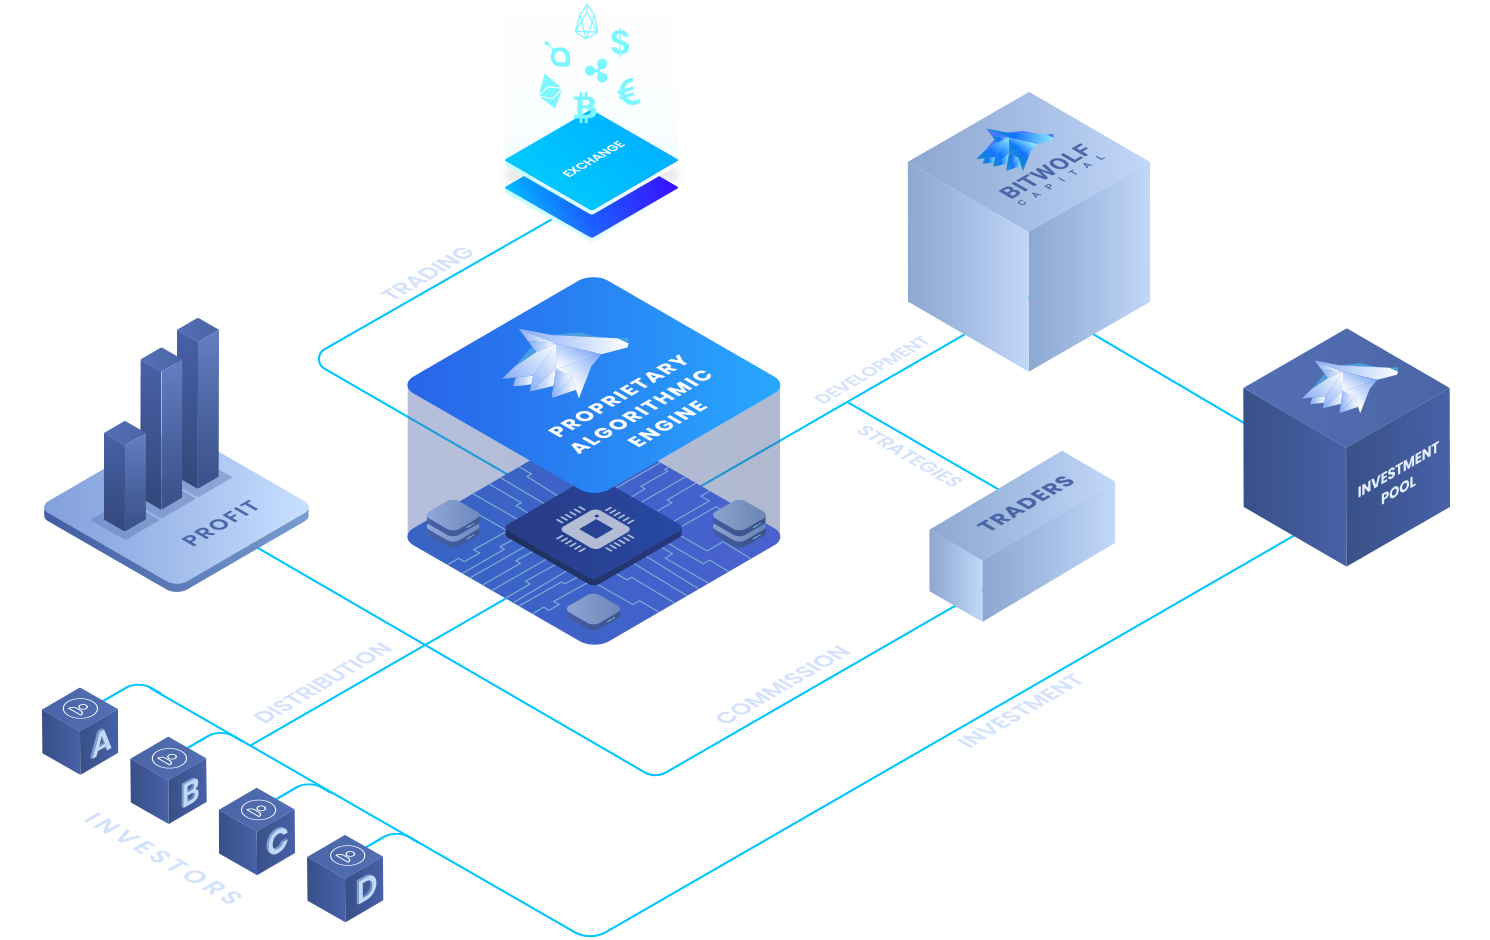 EXCHANGE
BITWOLF
CAPITAL
TRADING
DEVELOPMENT
PROPRIETARY
ALGORITHMIC
ENGINE
STRATEGIES
INVESTMENT
POOL
TRADERS
PROFIT
DISTRIBUTION
COMMISSION
INVESTMENT
A
B
C
D
INVESTORS